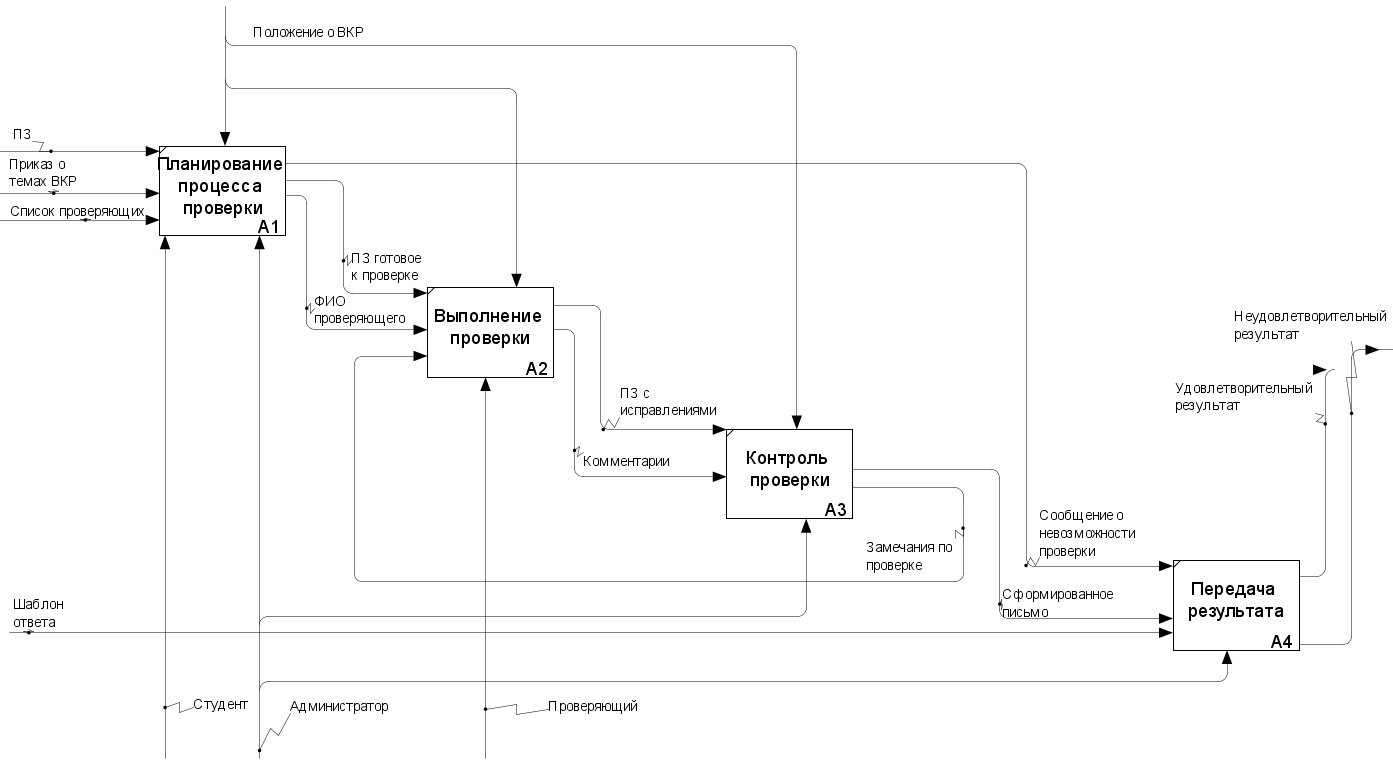 Положение о ВКР
ПЗ
Приказ о
темах ВКР
Список проверяющих
Планирование
процесса
проверки
A1
ПЗ готовое
к проверке
ФИО
проверяющего
Выполнение
проверки
A2
ПЗ с
исправлениями
Комментарии
Контроль
проверки
A3
Замечания по
проверке
Неудовлетворительный
результат
Удовлетворительный
результат
Сообщение о
невозможности
проверки
Сформированное
письмо
Передача
результата
A4
Шаблон
ответа
Студент
Администратор
Проверяющий